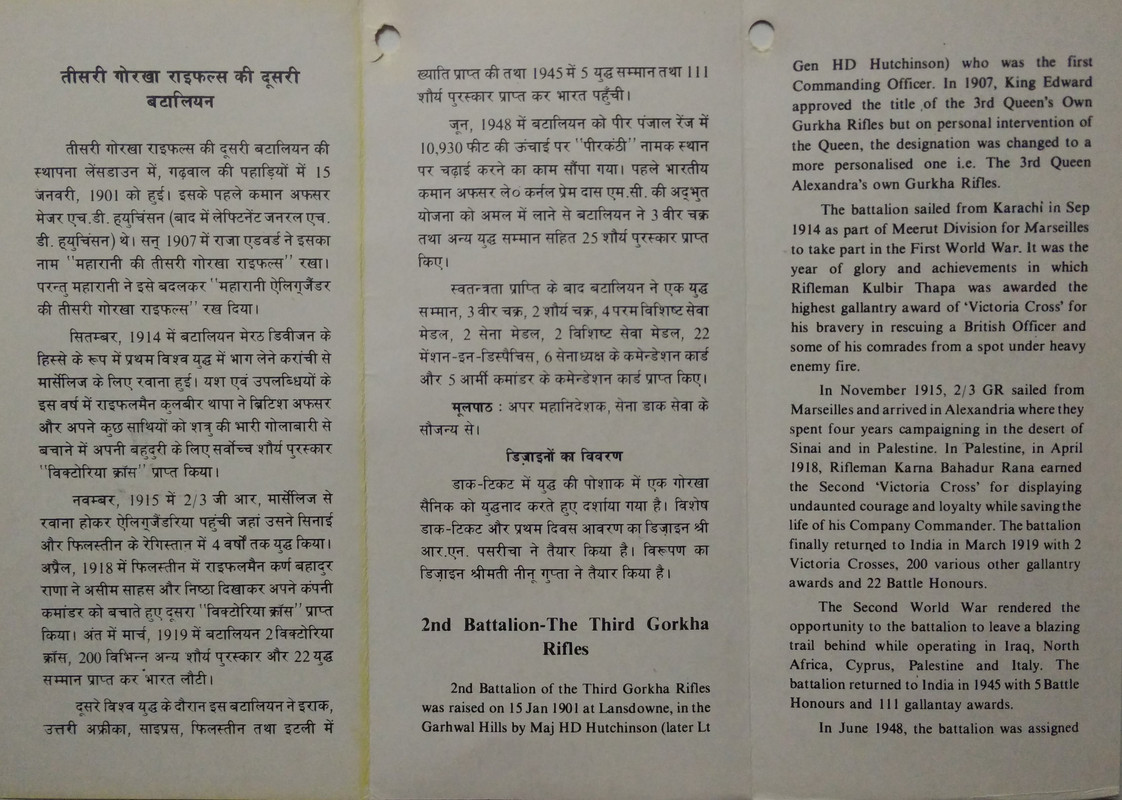 तीसरी गोरखा राइफल्स की दूसरी
बटालियन
तीसरी गोरखा राइफल्स की दूसरी बटालियन की
स्थापना लेंसडाउन में, गढ़वाल की पहाड़ियों में 15
जनवरी, 1901 को हुई। इसके पहले कमान अफसर
मेजर एच.डी. ह्युचिंसन (बाद में लेफ्टिनेंट जनरल एच.
डी. ह्युचिंसन) थे। सन् 1907 में राजा एडवर्ड ने इसका
नाम "महारानी की तीसरी गोरखा राइफल्स" रखा।
परन्तु महारानी ने इसे बदलकर "महारानी ऐलिग्जैंडर
की तीसरी गोरखा राइफल्स" रख दिया।
सितम्बर, 1914 में बटालियन मेरठ डिवीजन के
हिस्से के रूप में प्रथम विश्व युद्ध में भाग लेने करांची से
मार्सेलिज के लिए रवाना हुई। यश एवं उपलब्धियों के
इस वर्ष में राइफलमैन कुलबीर थापा ने ब्रिटिश अफसर
और अपने कुछ साथियों को शत्रु की भारी गोलाबारी से
बचाने में अपनी बहुदुरी के लिए सर्वोच्च शौर्य पुरस्कार
"विक्टोरिया क्रॉस" प्राप्त किया।
नवम्बर, 1915 में 2/3 जी आर, मार्सेलिज से
रवाना होकर ऐलिग्जैंडरिया पहुंची जहां उसने सिनाई
और फिलस्तीन के रेगिस्तान में 4 वर्षों तक युद्ध किया।
अप्रैल, 1918 में फिलस्तीन में राइफलमैन कर्ण बहादुर
राणा ने असीम साहस और निष्ठा दिखाकर अपने कंपनी
कमांडर को बचाते हुए दूसरा "विक्टोरिया क्रॉस" प्राप्त
किया। अंत में मार्च, 1919 में बटालियन 2 विक्टोरिया
क्रॉस, 200 विभिन्न अन्य शौर्य पुरस्कार और 22 युद्ध
सम्मान प्राप्त कर भारत लौटी।
दूसरे विश्व युद्ध के दौरान इस बटालियन ने इराक,
उत्तरी अफ्रीका, साइप्रस, फिलस्तीन तथा इटली में
ख्याति प्राप्त की तथा 1945 में 5 युद्ध सम्मान तथा 111
शौर्य पुरस्कार प्राप्त कर भारत पहुँची।
जून, 1948 में बटालियन को पीर पंजाल रेंज में
10,930 फीट की ऊंचाई पर "पीरकंठी" नामक स्थान
पर चढ़ाई करने का काम सौंपा गया। पहले भारतीय
कमान अफसर ले० कर्नल प्रेम दास एम.सी. की अद्भुत
योजना को अमल में लाने से बटालियन ने 3 वीर चक्र
तथा अन्य युद्ध सम्मान सहित 25 शौर्य पुरस्कार प्राप्त
किए।
स्वतन्त्रता प्राप्ति के बाद बटालियन ने एक युद्ध
सम्मान, 3 वीर चक्र, 2 शौर्य चक्र, 4 परम विशिष्ट सेवा
मेडल, 2 सेना मेडल, 2 विशिष्ट सेवा मेडल, 22
मेंशन-इन-डिस्पैचिस, 6 सेनाध्यक्ष के कमेन्डेशन कार्ड
और 5 आर्मी कमांडर के कमेन्डेशन कार्ड प्राप्त किए।
मूलपाठ : अपर महानिदेशक, सेना डाक सेवा के
सौजन्य से।
डिज़ाइनों का विवरण
डाक-टिकट में युद्ध की पोशाक में एक गोरखा
सैनिक को युद्धनाद करते हुए दर्शाया गया है। विशेष
डाक-टिकट और प्रथम दिवस आवरण का डिज़ाइन श्री
आर.एन. पसरीचा ने तैयार किया है। विरूपण का
डिज़ाइन श्रीमती नीनू गुप्ता ने तैयार किया है।
2nd Battalion-The Third Gorkha
Rifles
2nd Battalion of the Third Gorkha Rifles
was raised on 15 Jan 1901 at Lansdowne, in the
Garhwal Hills by Maj HD Hutchinson (later Lt
Gen HD Hutchinson) who was the first
Commanding Officer. In 1907, King Edward
approved the title of the 3rd Queen's Own
Gurkha Rifles but on personal intervention of
the Queen, the designation was changed to a
more personalised one i.e. The 3rd Queen
Alexandra's own Gurkha Rifles.
The battalion sailed from Karachi in Sep
1914 as part of Meerut Division for Marseilles
to take part in the First World War. It was the
year of glory and achievements in which
Rifleman Kulbir Thapa was awarded the
highest gallantry award of 'Victoria Cross' for
his bravery in rescuing a British Officer and
some of his comrades from a spot under heavy
enemy fire.
In November 1915, 2/3 GR sailed from
Marseilles and arrived in Alexandria where they
spent four years campaigning in the desert of
Sinai and in Palestine. In Palestine, in April
1918, Rifleman Karna Bahadur Rana earned
the Second 'Victoria Cross' for displaying
undaunted courage and loyalty while saving the
life of his Company Commander. The battalion
finally returned to India in March 1919 with 2
Victoria Crosses, 200 various other gallantry
awards and 22 Battle Honours.
The Second World War rendered the
opportunity to the battalion to leave a blazing
trail behind while operating in Iraq, North
Africa, Cyprus, Palestine and Italy. The
battalion returned to India in 1945 with 5 Battle
Honours and 111 gallantay awards.
In June 1948, the battalion was assigned